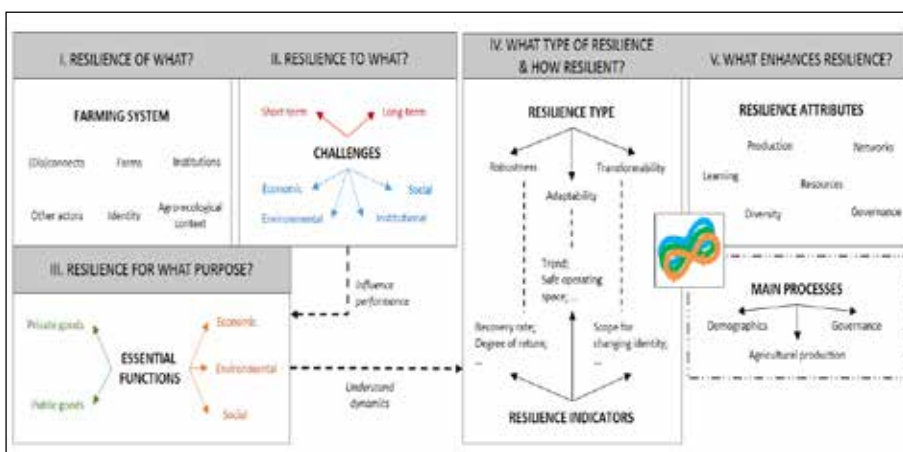 I. RESILIENCE OF WHAT?
FARMING SYSTEM
(Dis)connects Farms Institutions
Other actors Identity Agroecological
context
II. RESILIENCE TO WHAT?
Short term Long term
CHALLENGES
Economic Social
Environmental Institutional
III. RESILIENCE FOR WHAT PURPOSE?
Private goods
Public goods
ESSENTIAL
FUNCTIONS
Economic
Environmental
Social
Influence
performance
Understand
dynamics
IV. WHAT TYPE OF RESILIENCE
& HOW RESILIENT?
RESILIENCE TYPE
Robustness Transformability
Adaptability
Trend;
Safe operating
space; ...
Recovery rate;
Degree of return;
...
Scope for
changing identity;
...
RESILIENCE INDICATORS
V. WHAT ENHANCES RESILIENCE?
RESILIENCE ATTRIBUTES
Production Networks
Learning Resources
Diversity Governance
MAIN PROCESSES
Demographics Governance
Agricultural production